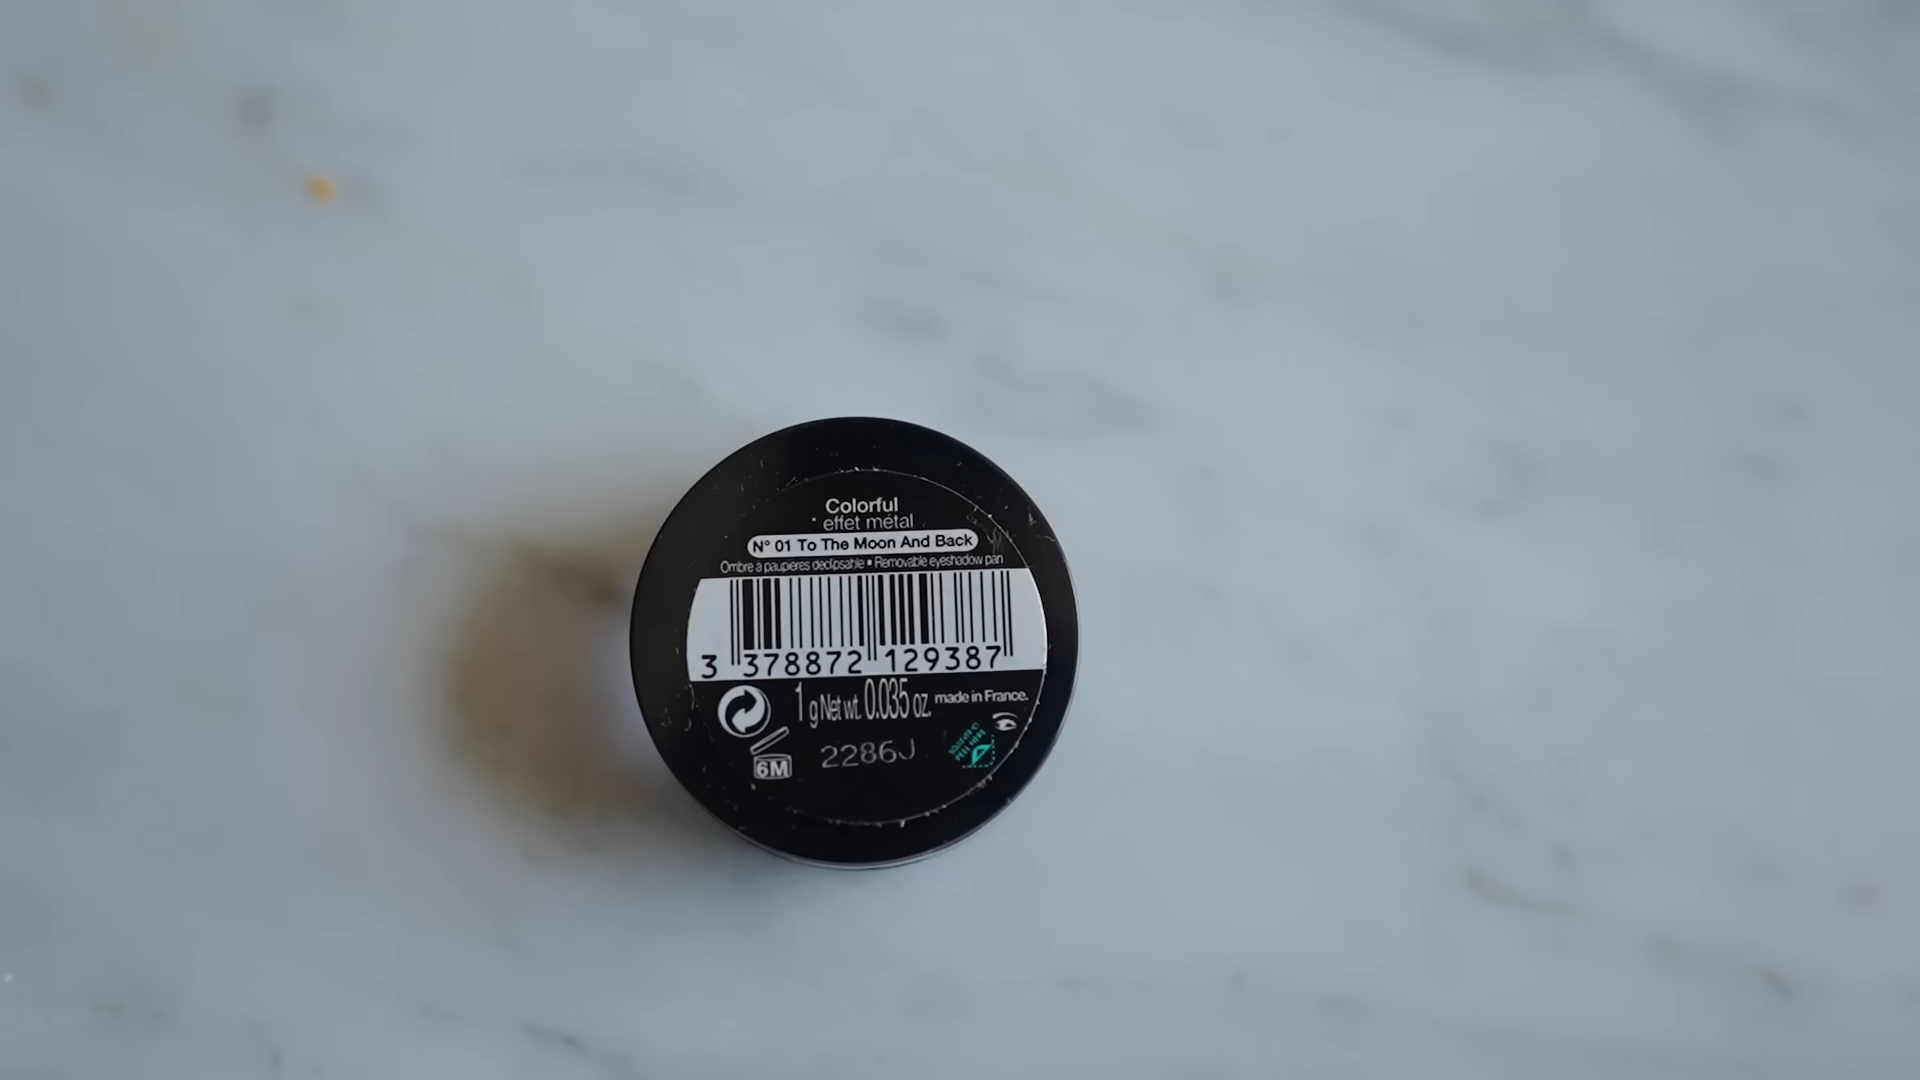 Colorful
effet métal
N° 01 To The Moon And Back
Ombre à paupières déclipsable • Removable eyeshadow pan
3 378872 129387
1 g Net wt. 0.035 oz. made in France.
6M
2286J